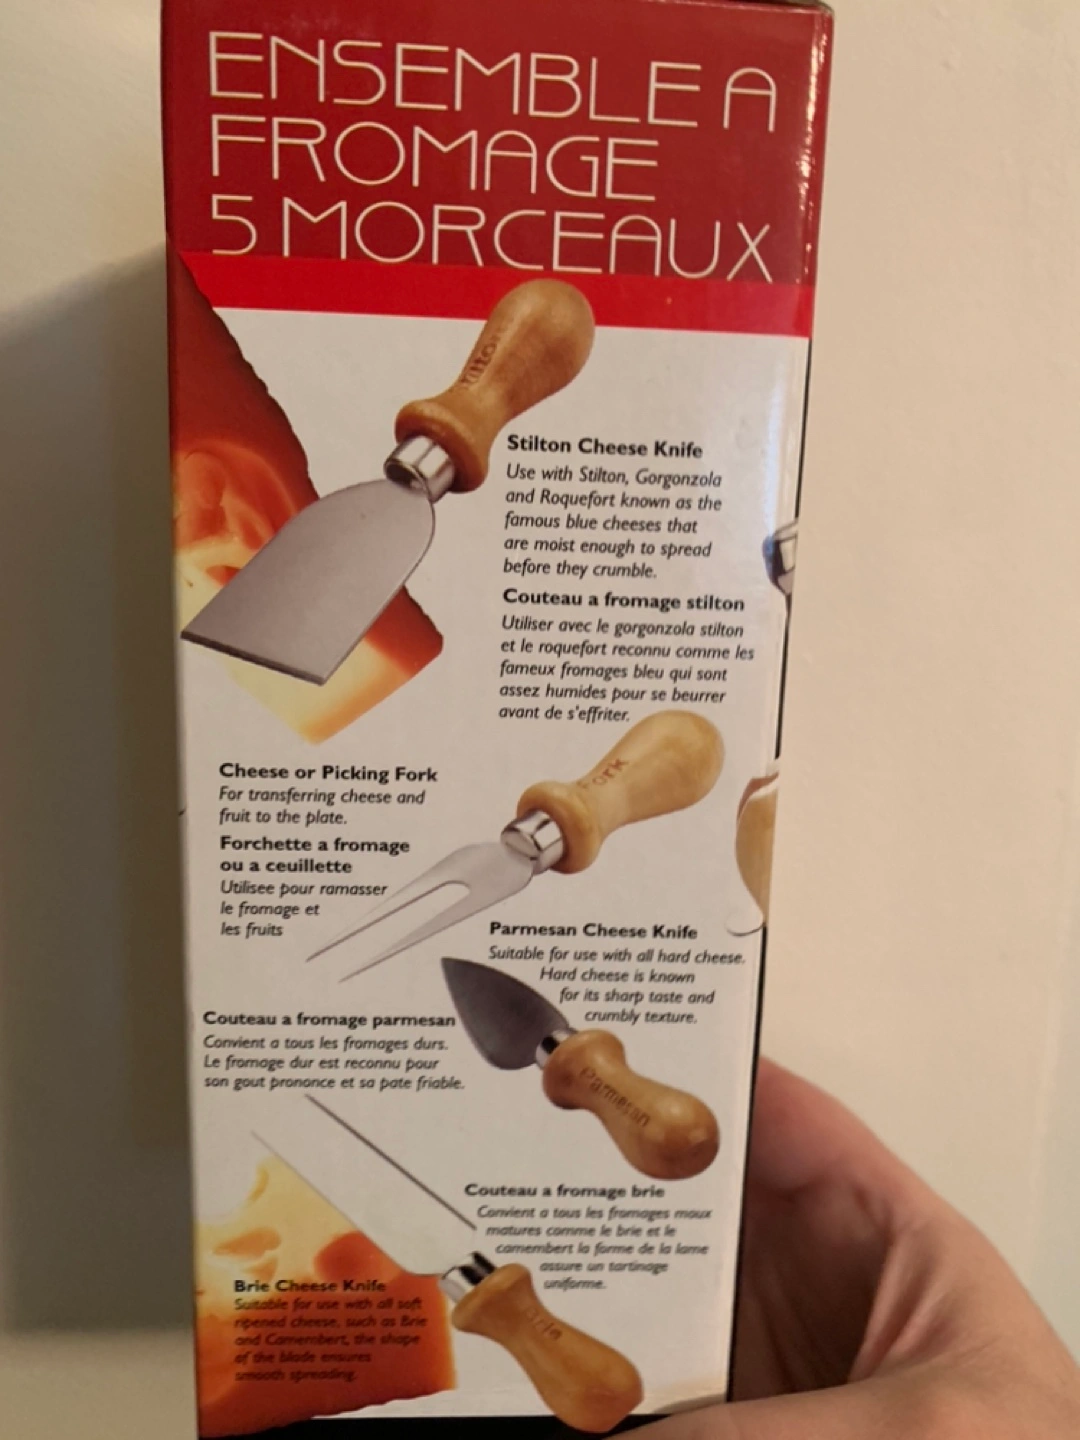 ENSEMBLE A
FROMAGE
5 MORCEAUX
Stilton
Stilton Cheese Knife
Use with Stilton, Gorgonzola
and Roquefort known as the
famous blue cheeses that
are moist enough to spread
before they crumble.
Couteau a fromage stilton
Utiliser avec le gorgonzola stilton
et le roquefort reconnu comme les
fameux fromages bleu qui sont
assez humides pour se beurrer
avant de s'effriter.
Fork
Cheese or Picking Fork
For transferring cheese and
fruit to the plate.
Forchette a fromage
ou a ceuillette
Utilisee pour ramasser
le fromage et
les fruits
Parmesan Cheese Knife
Suitable for use with all hard cheese.
Hard cheese is known
for its sharp taste and
crumbly texture.
Parmesan
Couteau a fromage parmesan
Convient a tous les fromages durs.
Le fromage dur est reconnu pour
son gout prononce et sa pate friable.
Couteau a fromage brie
Convient a tous les fromages moux
matures comme le brie et le
camembert la forme de la lame
assure un tartinage
uniforme.
Brie
Brie Cheese Knife
Suitable for use with all soft
ripened cheese, such as Brie
and Camembert, the shape
of the blade ensures
smooth spreading.